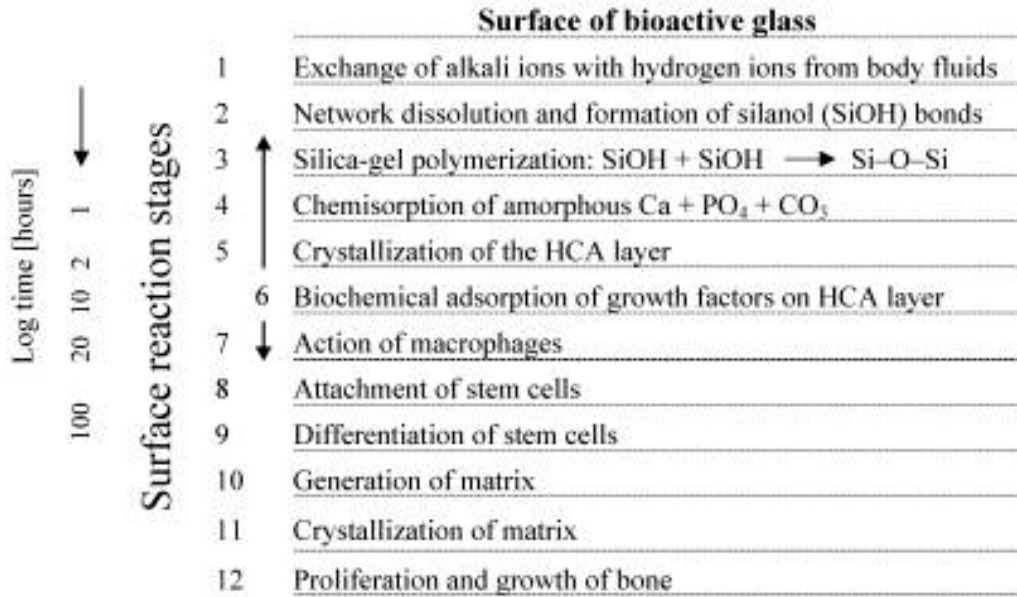 Surface of bioactive glass
1 Exchange of alkali ions with hydrogen ions from body fluids
2 Network dissolution and formation of silanol (SiOH) bonds
3 Silica-gel polymerization: SiOH + SiOH → Si–O–Si
4 Chemisorption of amorphous Ca + PO₄ + CO₃
5 Crystallization of the HCA layer
6 Biochemical adsorption of growth factors on HCA layer
7 Action of macrophages
8 Attachment of stem cells
9 Differentiation of stem cells
10 Generation of matrix
11 Crystallization of matrix
12 Proliferation and growth of bone
Log time [hours]
1 2 10 20 100
Surface reaction stages